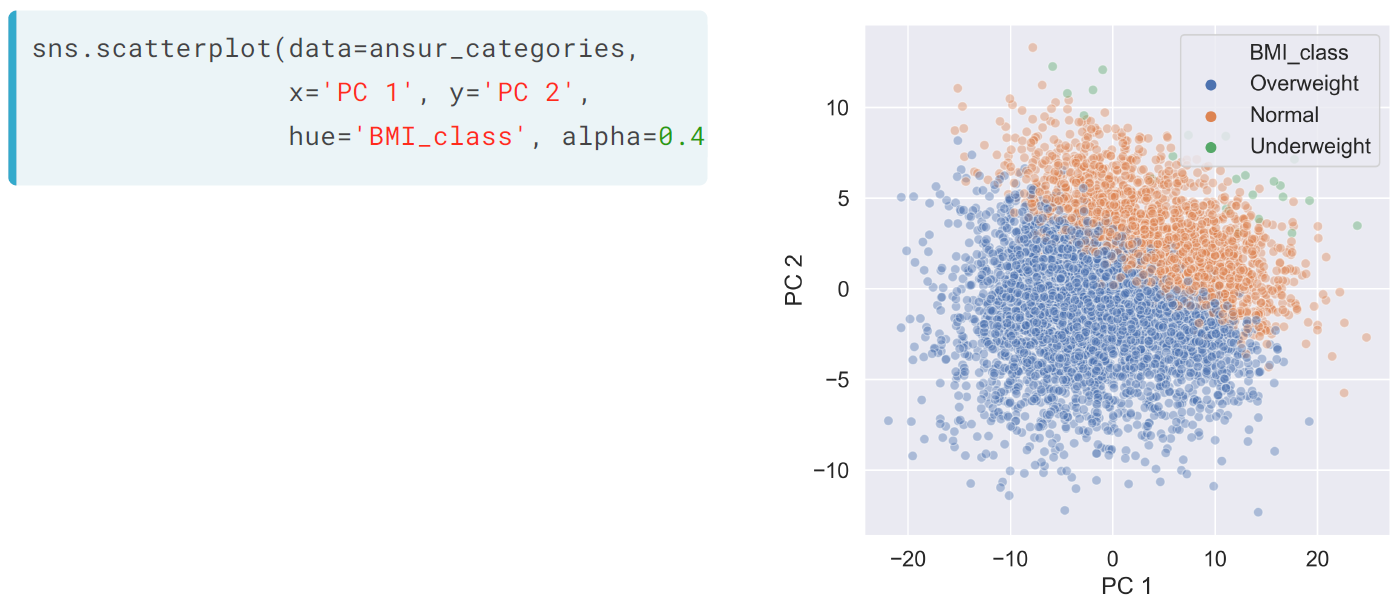 sns.scatterplot(data=ansur_categories,
x='PC 1', y='PC 2',
hue='BMI_class', alpha=0.4
BMI_class
Overweight
Normal
Underweight
10
5
0
−5
−10
PC 2
−20
−10
0
10
20
PC 1